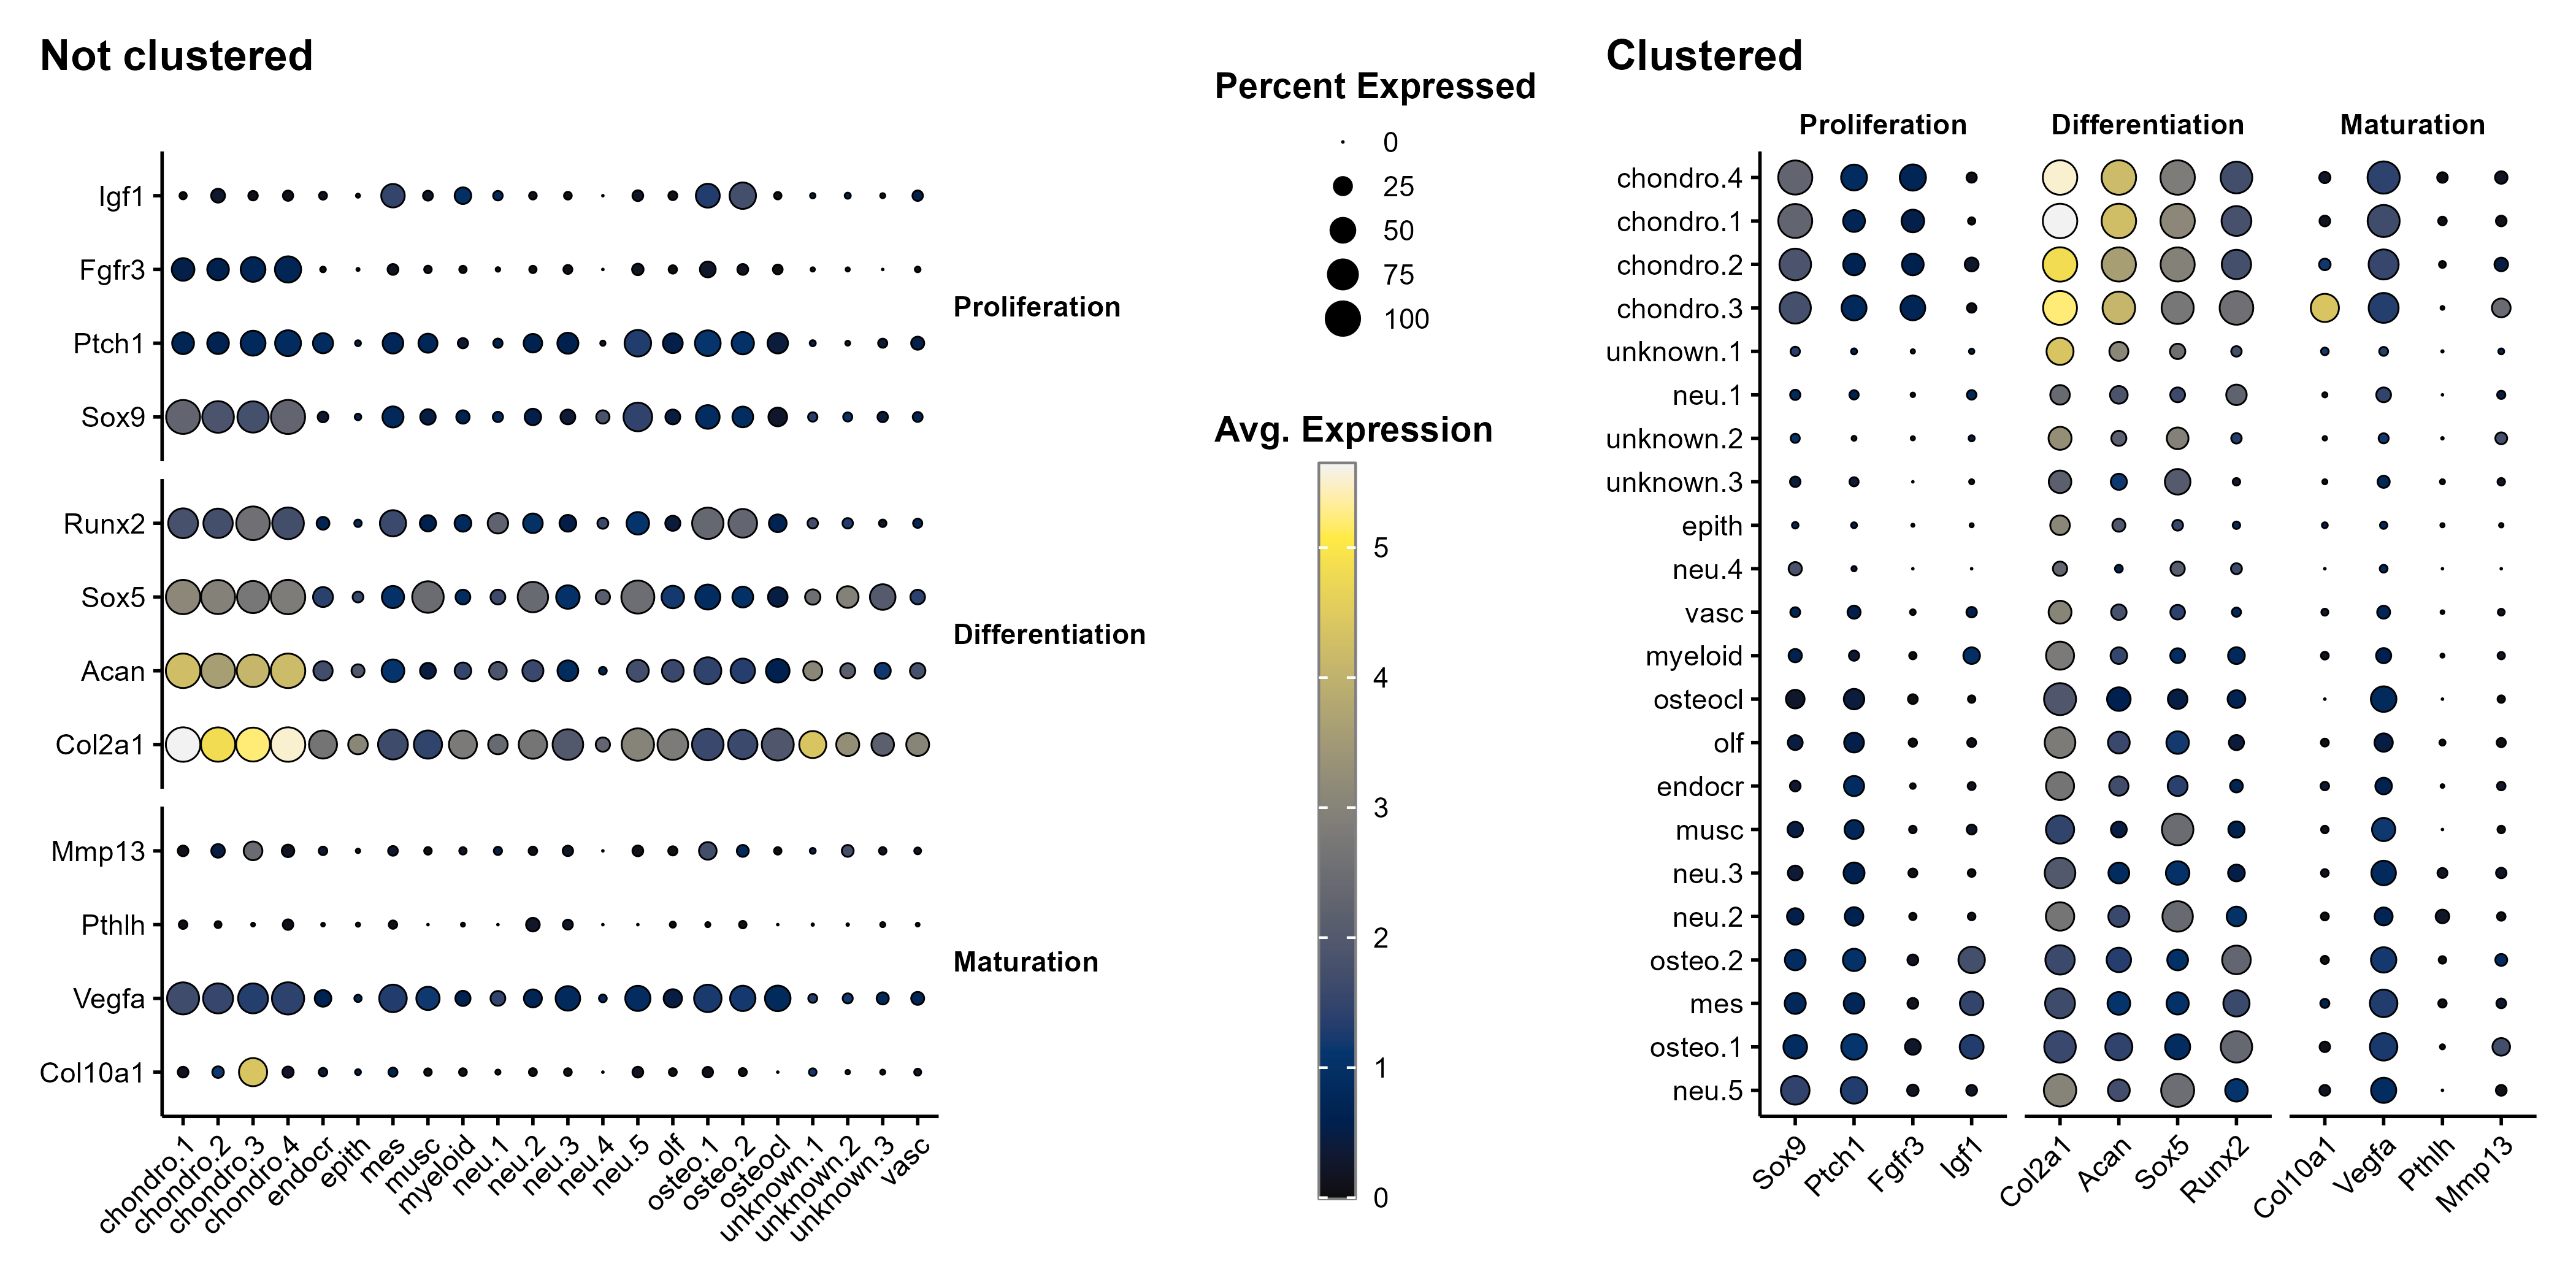 Not clustered
Igf1
Fgfr3
Ptch1
Sox9
Proliferation
Runx2
Sox5
Acan
Col2a1
Differentiation
Mmp13
Pthlh
Vegfa
Col10a1
Maturation
chondro.1
chondro.2
chondro.3
chondro.4
endocr
epith
mes
musc
myeloid
neu.1
neu.2
neu.3
neu.4
neu.5
olf
osteo.1
osteo.2
osteocl
unknown.1
unknown.2
unknown.3
vasc
Percent Expressed
0
25
50
75
100
Avg. Expression
5
4
3
2
1
0
Clustered
Proliferation Differentiation Maturation
chondro.4
chondro.1
chondro.2
chondro.3
unknown.1
neu.1
unknown.2
unknown.3
epith
neu.4
vasc
myeloid
osteocl
olf
endocr
musc
neu.3
neu.2
osteo.2
mes
osteo.1
neu.5
Sox9
Ptch1
Fgfr3
Igf1
Col2a1
Acan
Sox5
Runx2
Col10a1
Vegfa
Pthlh
Mmp13